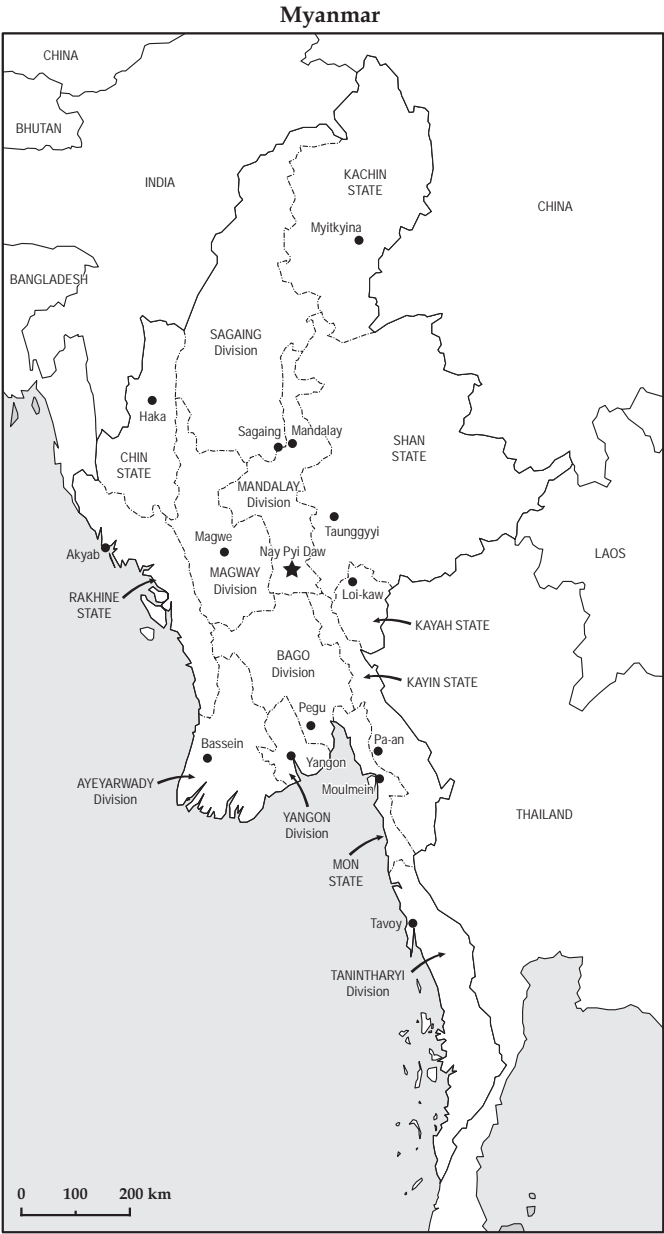 Myanmar
CHINA
BHUTAN
INDIA
KACHIN
STATE
CHINA
Myitkyina
BANGLADESH
SAGAING
Division
Haka
Sagaing
Mandalay
SHAN
STATE
CHIN
STATE
MANDALAY
Division
Taunggyyi
Magwe
Nay Pyi Daw
Akyab
LAOS
MAGWAY
Division
Loi-kaw
RAKHINE
STATE
KAYAH STATE
BAGO
Division
KAYIN STATE
Pegu
Bassein
Pa-an
Yangon
AYEYARWADY
Division
Moulmein
YANGON
Division
THAILAND
MON
STATE
Tavoy
TANINTHARYI
Division
0 100 200 km